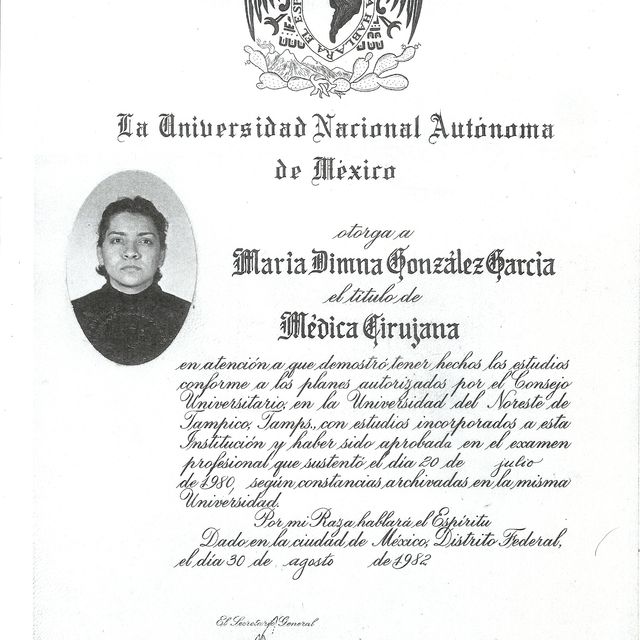 HABLARA EL ESP
La Universidad Nacional Autónoma
de México
otorga a
Maria Dimna González Garcia
el título de
Médica Cirujana
en atención a que demostró tener hechos los estudios
conforme a los planes autorizados por el Consejo
Universitario, en la Universidad del Noreste de
Tampico, Tamps., con estudios incorporados a esta
Institución y haber sido aprobada en el examen
profesional que sustentó el día 20 de julio
de 1980, según constancias archivadas en la misma
Universidad.
Por mi Raza hablará el Espíritu
Dado en la ciudad de México, Distrito Federal,
el día 30 de agosto de 1982
El Secretario General